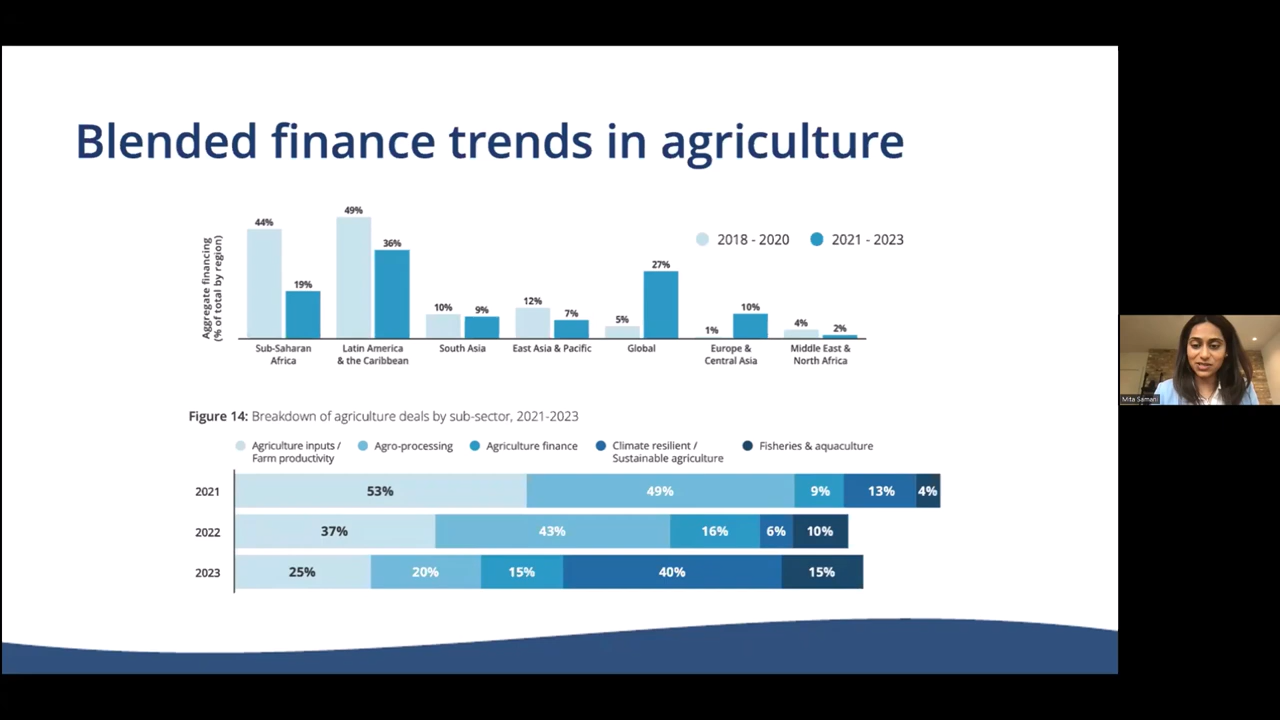 Blended finance trends in agriculture
Aggregate financing
(% of total by region)
44%
19%
49%
36%
10%
9%
12%
7%
5%
27%
1%
10%
4%
2%
2018 - 2020
2021 - 2023
Sub-Saharan
Africa
Latin America
& the Caribbean
South Asia
East Asia & Pacific
Global
Europe &
Central Asia
Middle East &
North Africa
Figure 14: Breakdown of agriculture deals by sub-sector, 2021-2023
Agriculture inputs /
Farm productivity
Agro-processing
Agriculture finance
Climate resilient /
Sustainable agriculture
Fisheries & aquaculture
2021 53% 49% 9% 13% 4%
2022 37% 43% 16% 6% 10%
2023 25% 20% 15% 40% 15%
Mita Samani